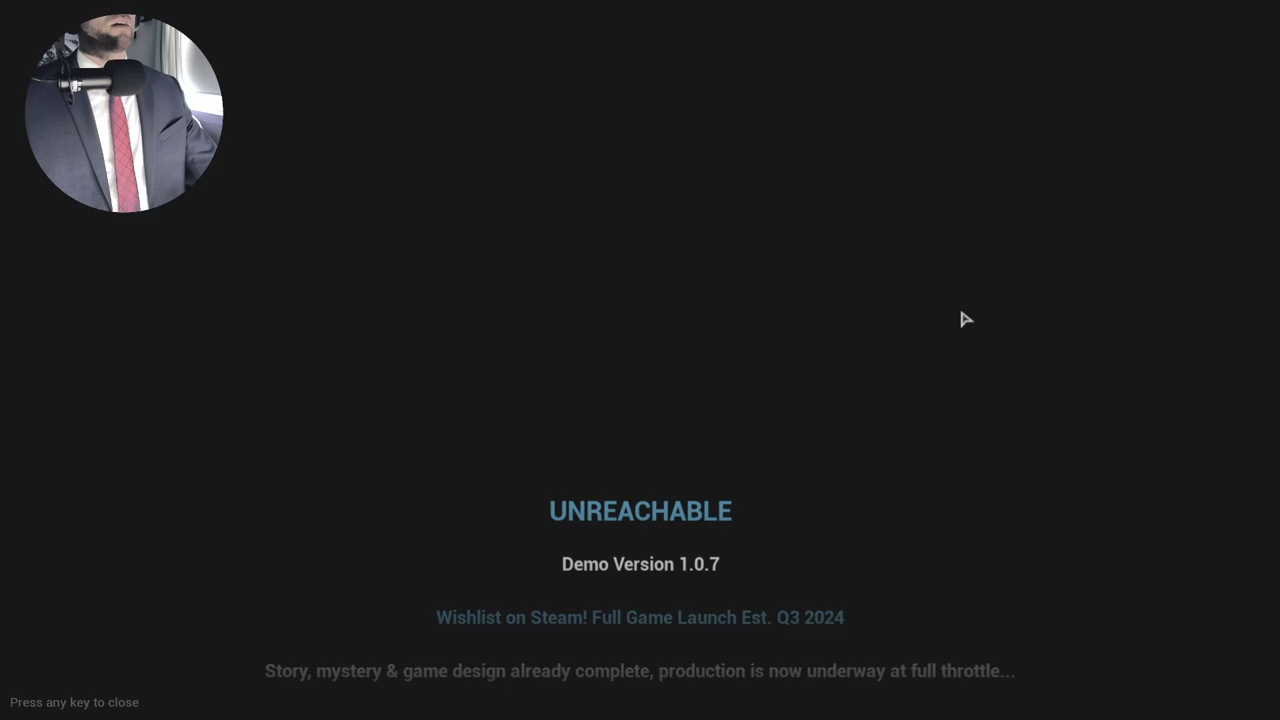 UNREACHABLE
Demo Version 1.0.7
Wishlist on Steam! Full Game Launch Est. Q3 2024
Story, mystery & game design already complete, production is now underway at full throttle...
Press any key to close